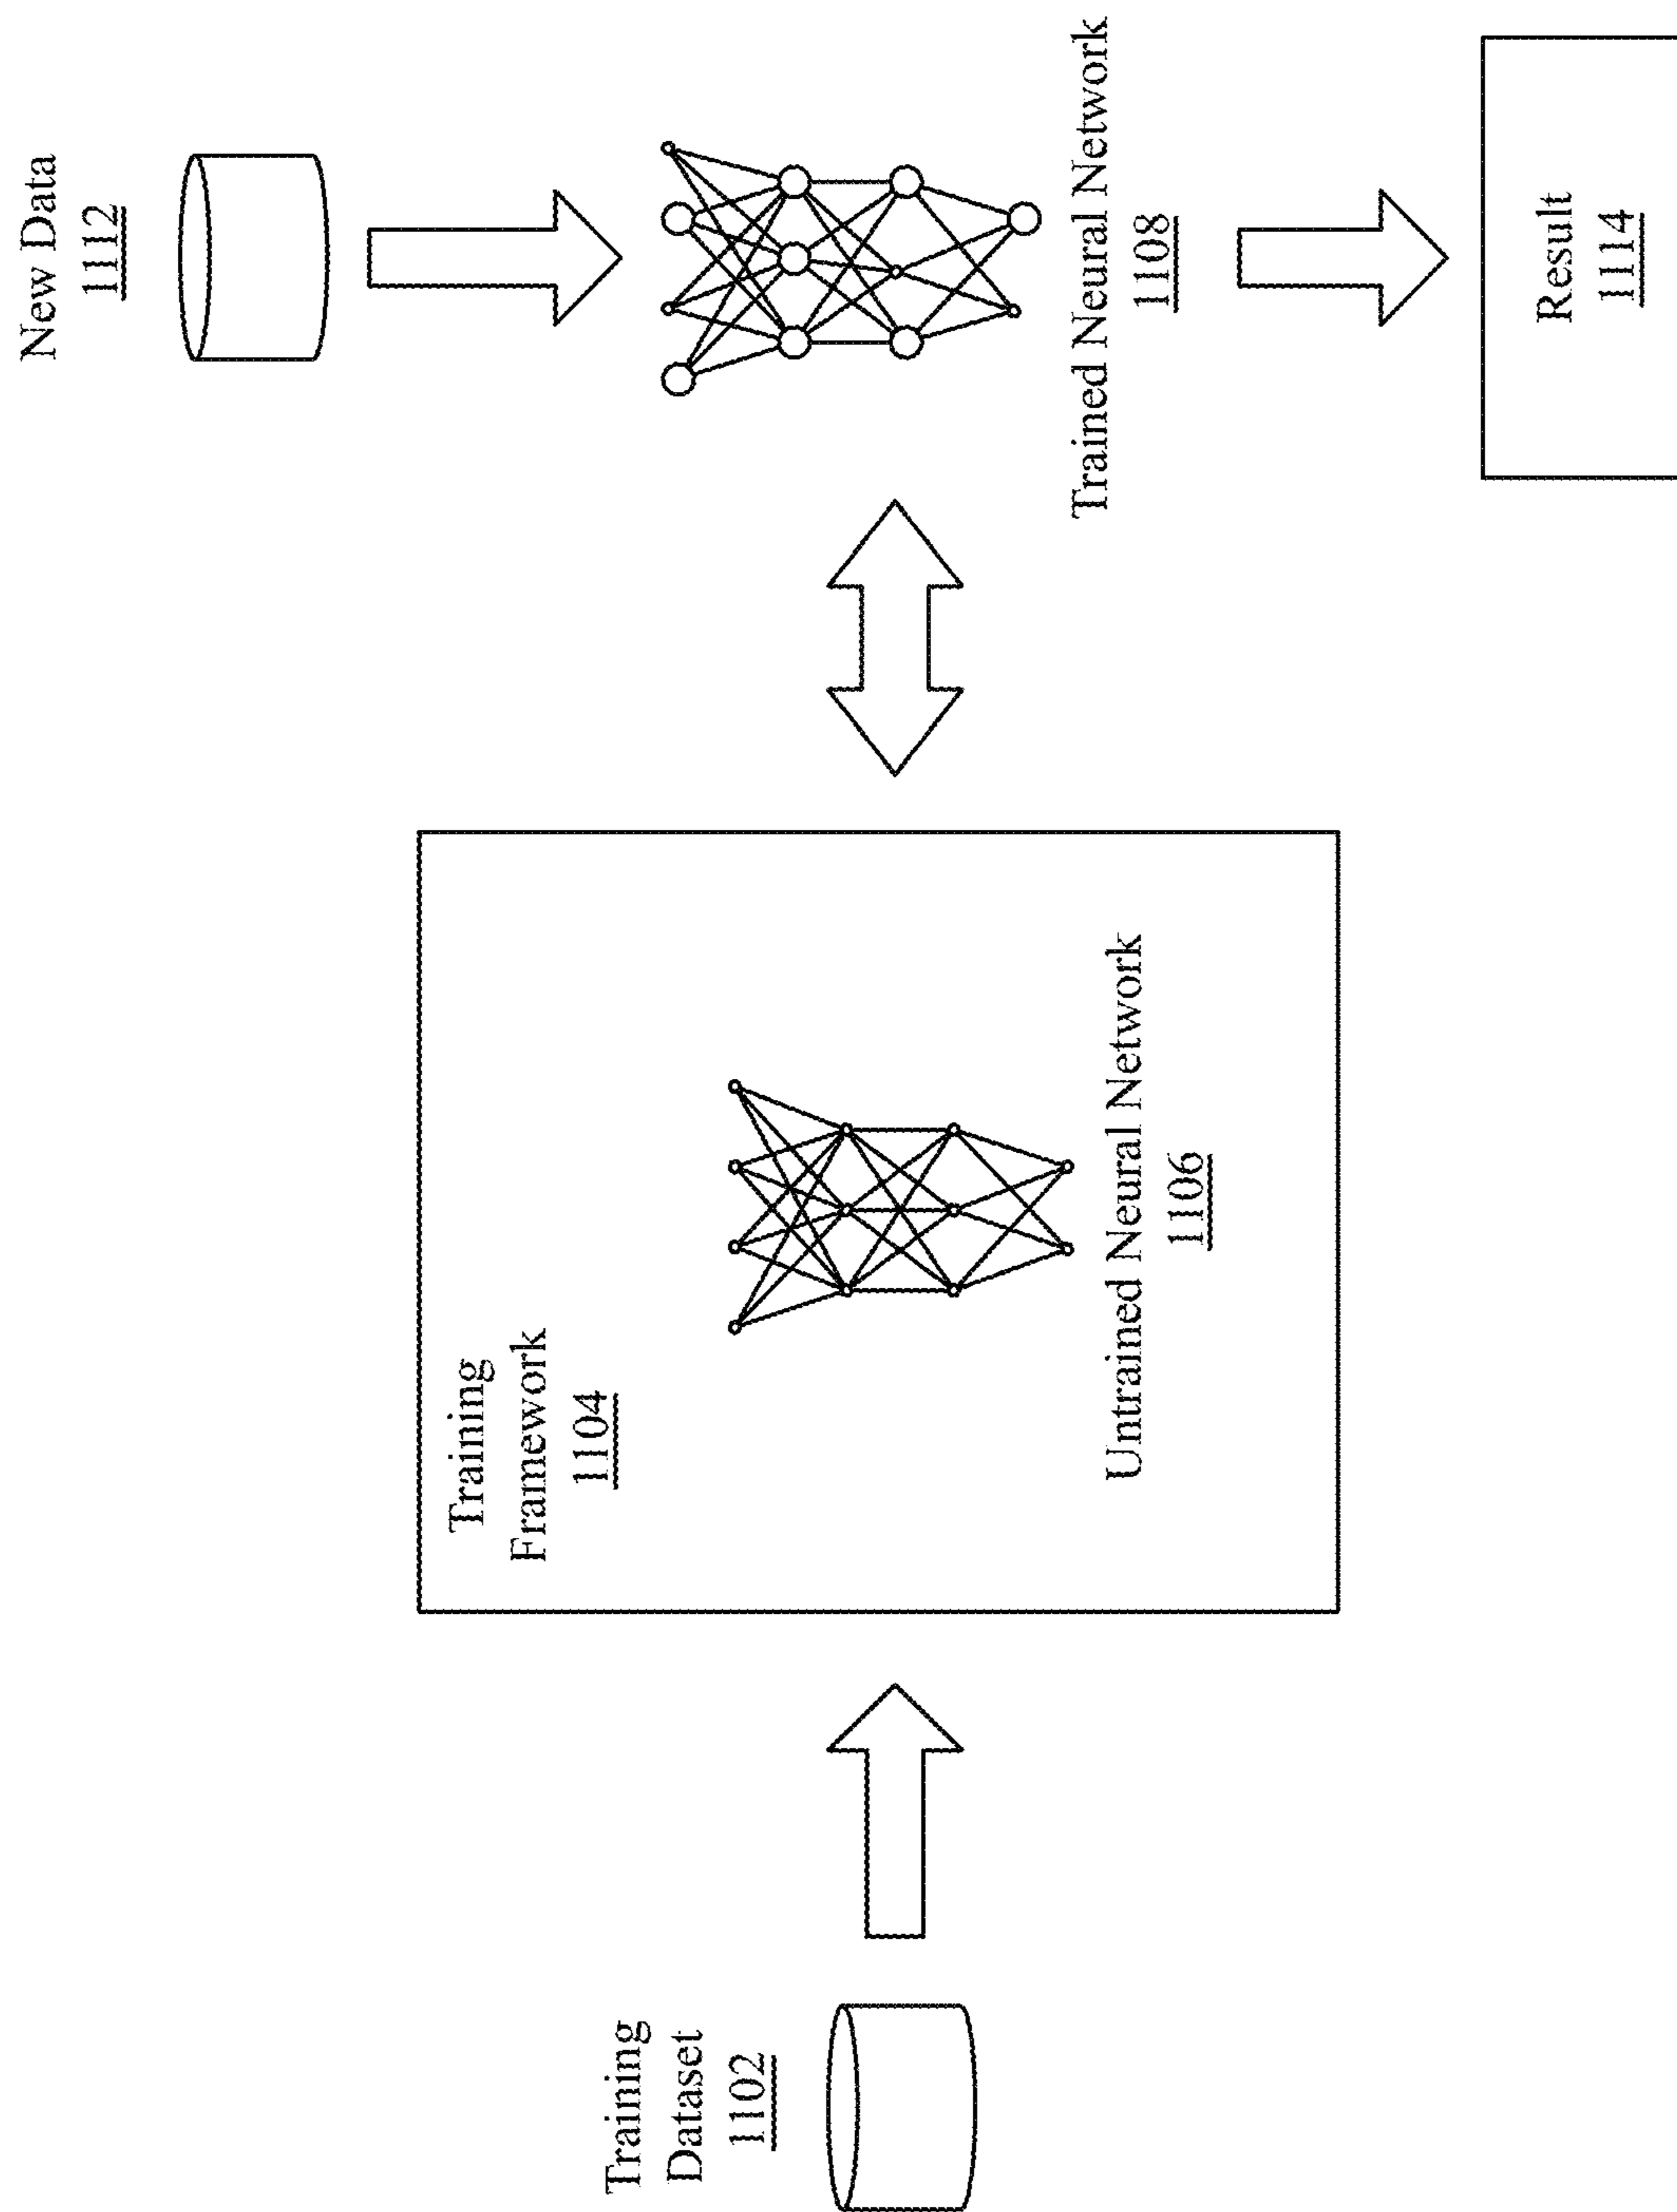 Training
Dataset
1102
Training
Framework
1104
Untrained Neural Network
1106
New Data
1112
Trained Neural Network
1108
Result
1114